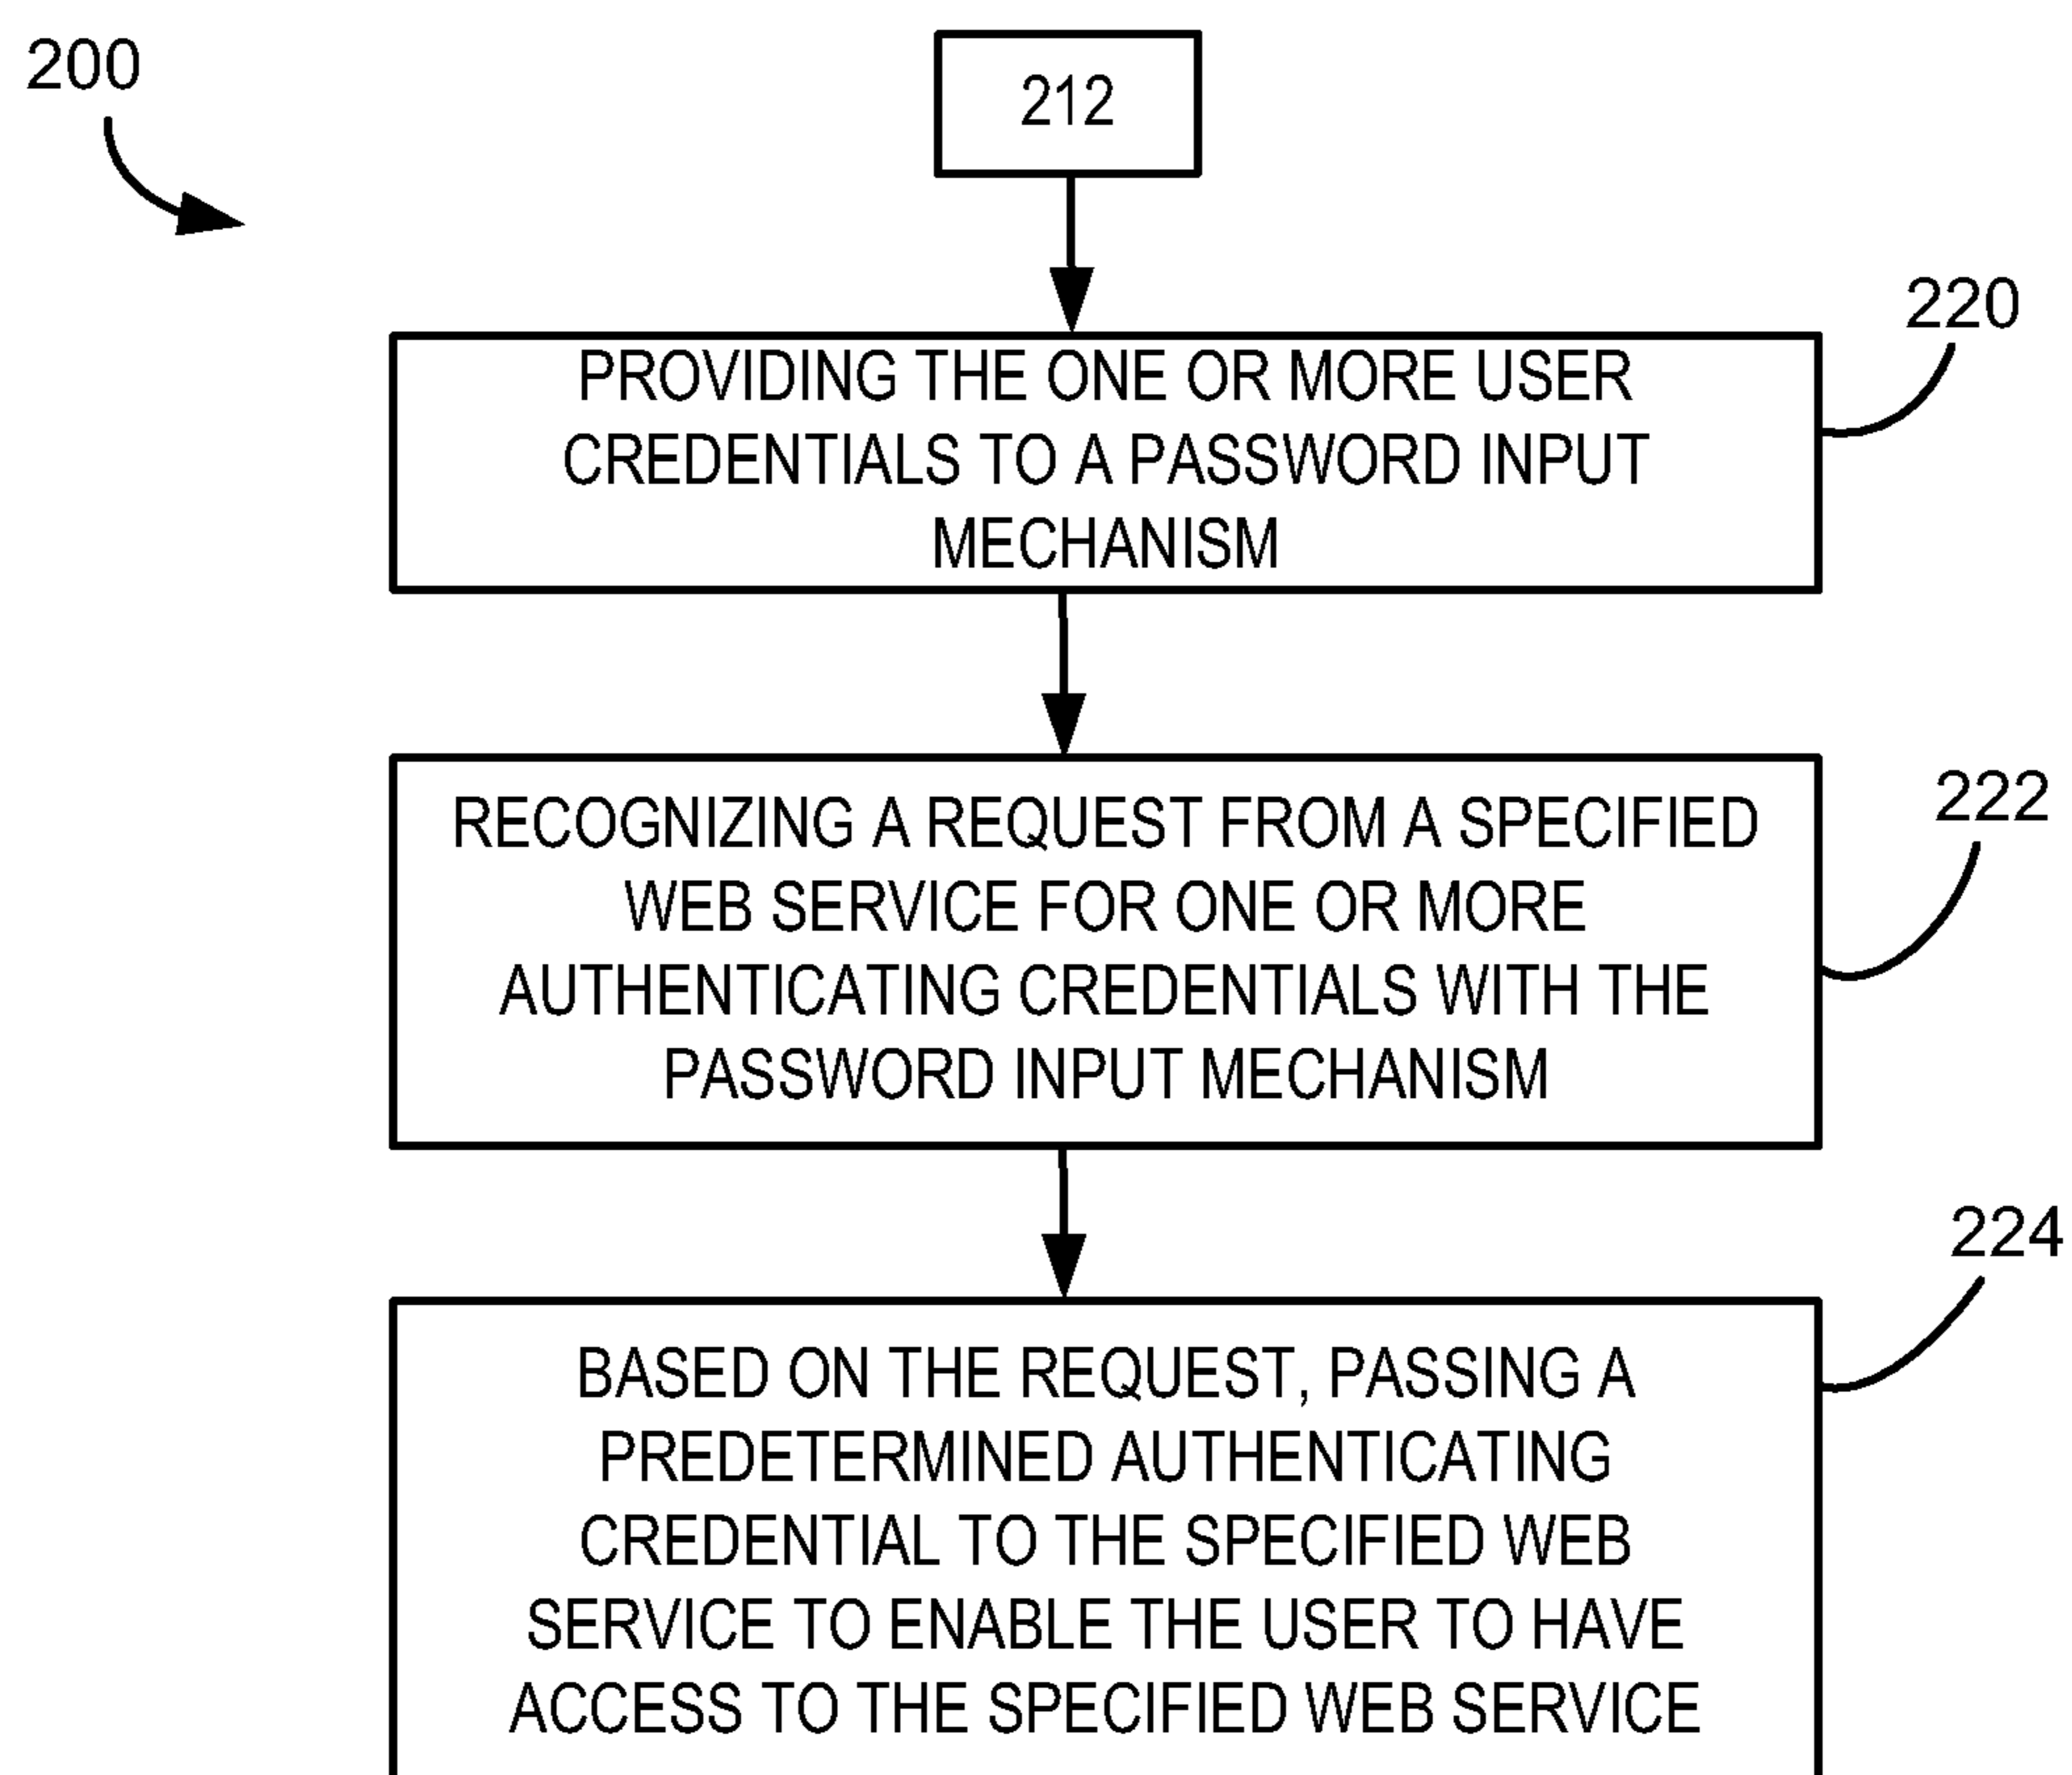 200
212
220
PROVIDING THE ONE OR MORE USER
CREDENTIALS TO A PASSWORD INPUT
MECHANISM
222
RECOGNIZING A REQUEST FROM A SPECIFIED
WEB SERVICE FOR ONE OR MORE
AUTHENTICATING CREDENTIALS WITH THE
PASSWORD INPUT MECHANISM
224
BASED ON THE REQUEST, PASSING A
PREDETERMINED AUTHENTICATING
CREDENTIAL TO THE SPECIFIED WEB
SERVICE TO ENABLE THE USER TO HAVE
ACCESS TO THE SPECIFIED WEB SERVICE